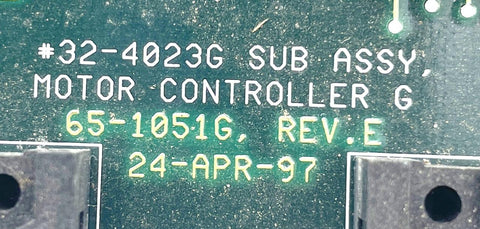 #32-4023G SUB ASSY,
MOTOR CONTROLLER G
65-1051G, REV.E
24-APR-97